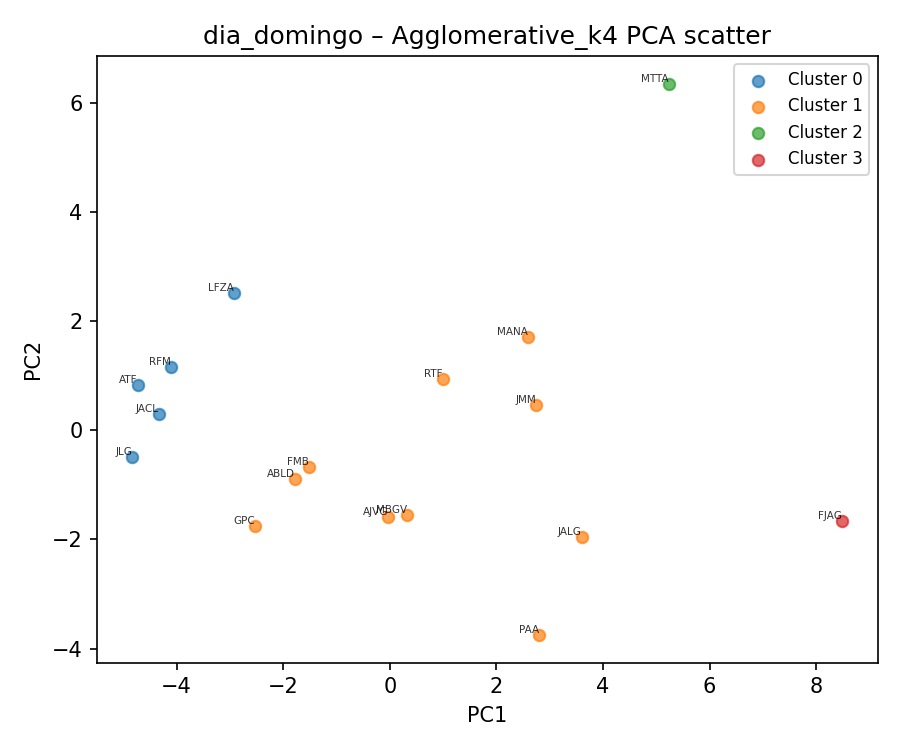 dia_domingo – Agglomerative_k4 PCA scatter
Cluster 0
Cluster 1
Cluster 2
Cluster 3
MTTA
LFZA
MANA
RFM
RTF
ATF
JMM
JACL
JLG
FMB
ABLD
AJVG
MBGV
GPC
JALG
FJAG
PAA
PC2
6
4
2
0
−2
−4
−4
−2
0
2
4
6
8
PC1